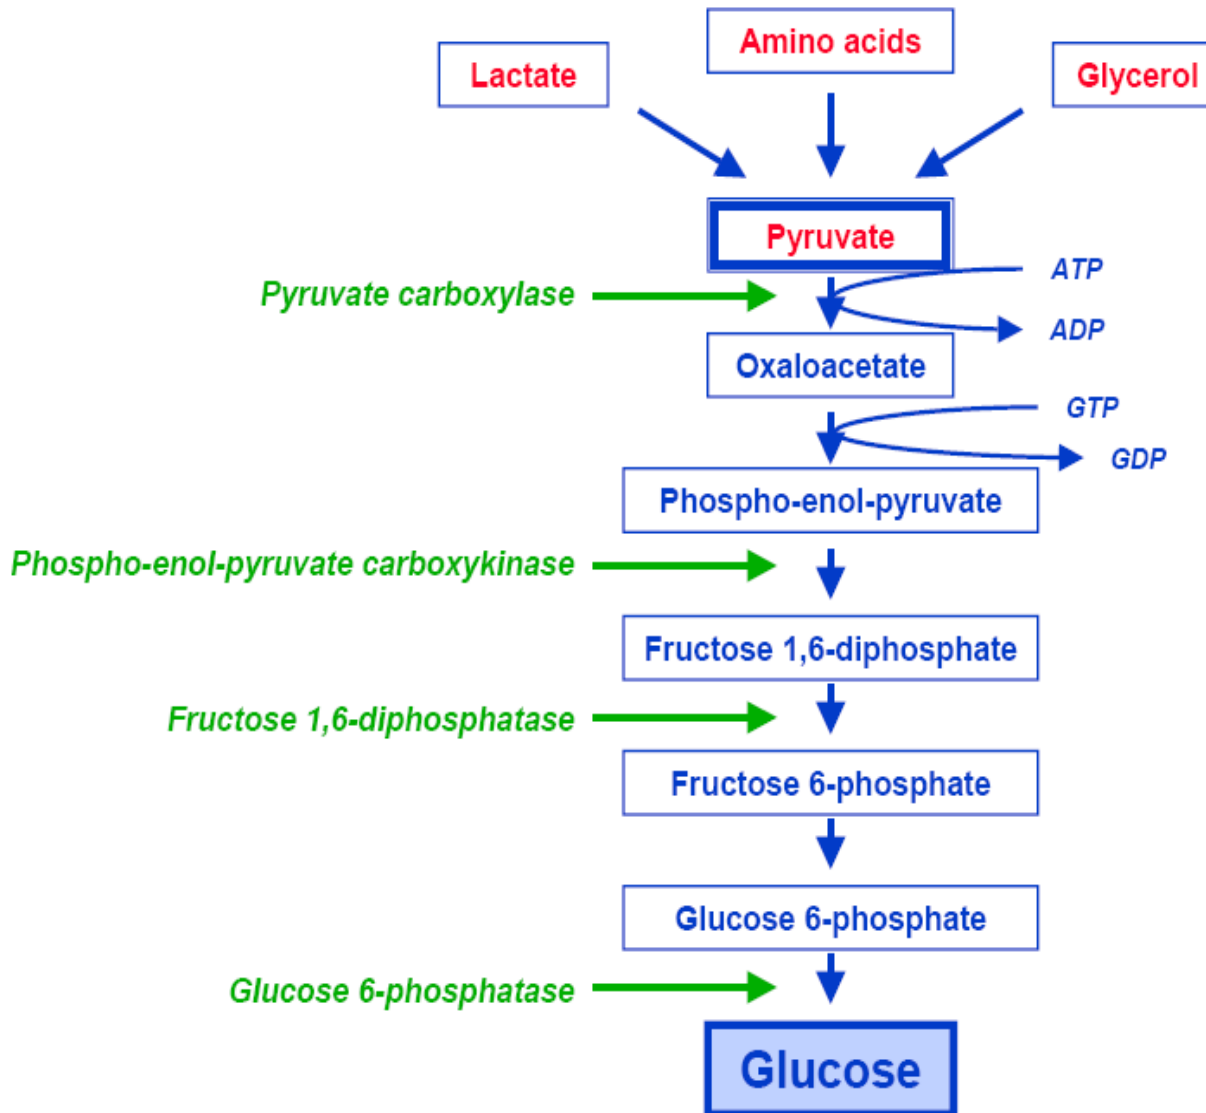 Amino acids
Lactate
Glycerol
Pyruvate
ATP
Pyruvate carboxylase
ADP
Oxaloacetate
GTP
GDP
Phospho-enol-pyruvate
Phospho-enol-pyruvate carboxykinase
Fructose 1,6-diphosphate
Fructose 1,6-diphosphatase
Fructose 6-phosphate
Glucose 6-phosphate
Glucose 6-phosphatase
Glucose